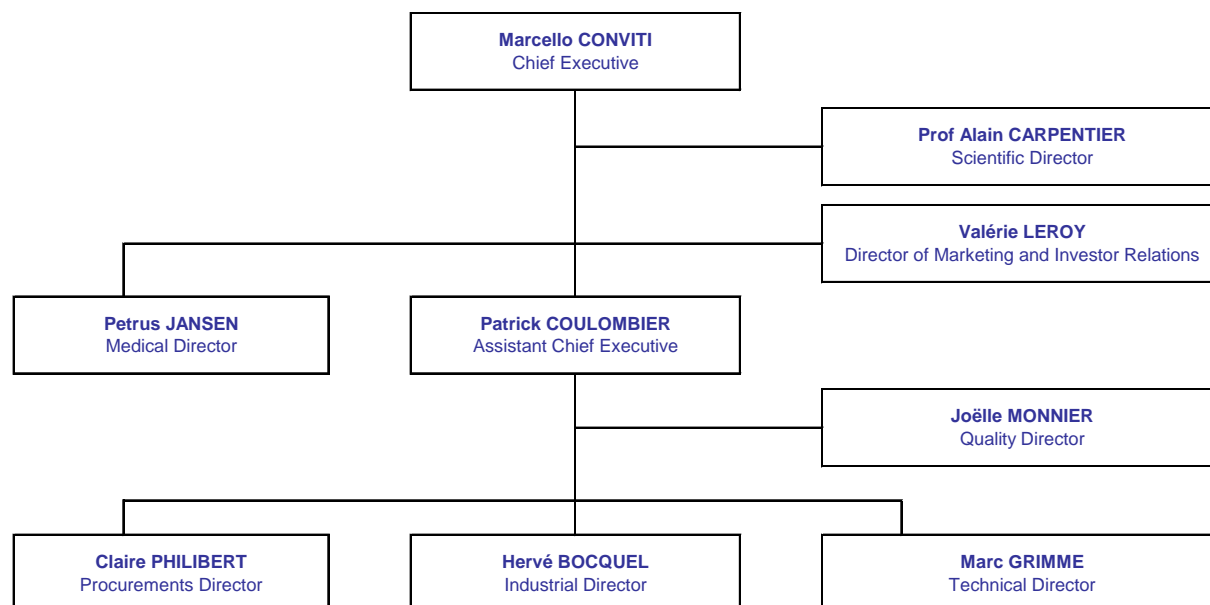 Marcello CONVITI
Chief Executive
Prof Alain CARPENTIER
Scientific Director
Valérie LEROY
Director of Marketing and Investor Relations
Petrus JANSEN
Medical Director
Patrick COULOMBIER
Assistant Chief Executive
Joëlle MONNIER
Quality Director
Claire PHILIBERT
Procurements Director
Hervé BOCQUEL
Industrial Director
Marc GRIMME
Technical Director